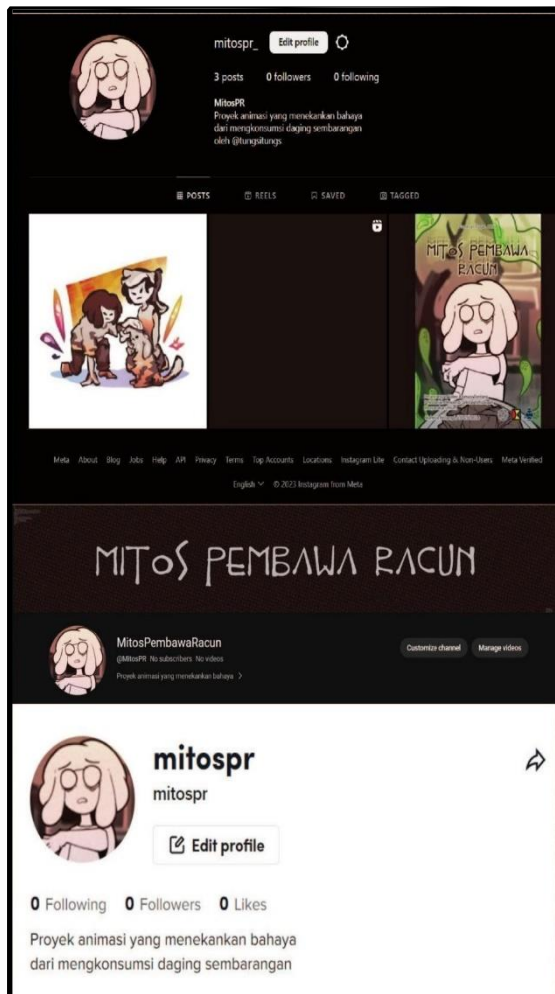 mitospr_ Edit profile
3 posts 0 followers 0 following
MitosPR
Proyek animasi yang menekankan bahaya
dari mengkonsumsi daging sembarangan
oleh @tungsitungs
POSTS REELS SAVED TAGGED
MITOS PEMBAWA
RACUN
Meta About Blog Jobs Help API Privacy Terms Top Accounts Locations Instagram Lite Contact Uploading & Non-Users Meta Verified
English © 2023 Instagram from Meta
MITOS PEMBAWA RACUN
MitosPembawaRacun
@MitosPR No subscribers No videos
Customize channel Manage videos
Proyek animasi yang menekankan bahaya
mitospr
mitospr
Edit profile
0 Following 0 Followers 0 Likes
Proyek animasi yang menekankan bahaya
dari mengkonsumsi daging sembarangan